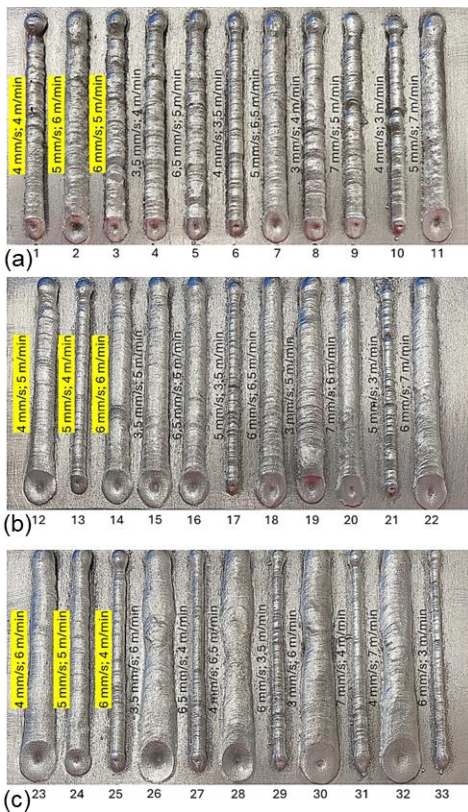 4 mm/s; 4 m/min
5 mm/s; 6 m/min
6 mm/s; 5 m/min
3,5 mm/s; 4 m/min
6,5 mm/s; 5 m/min
4 mm/s; 3,5 m/min
5 mm/s; 6,5 m/min
3 mm/s; 4 m/min
7 mm/s; 5 m/min
4 mm/s; 3 m/min
5 mm/s; 7 m/min
(a)
1 2 3 4 5 6 7 8 9 10 11
4 mm/s; 5 m/min
5 mm/s; 4 m/min
6 mm/s; 6 m/min
3,5 mm/s; 5 m/min
6,5 mm/s; 6 m/min
5 mm/s; 3,5 m/min
6 mm/s; 6,5 m/min
3 mm/s; 5 m/min
7 mm/s; 6 m/min
5 mm/s; 3 m/min
6 mm/s; 7 m/min
(b)
12 13 14 15 16 17 18 19 20 21 22
4 mm/s; 6 m/min
5 mm/s; 5 m/min
6 mm/s; 4 m/min
3,5 mm/s; 6 m/min
6,5 mm/s; 4 m/min
4 mm/s; 6,5 m/min
6 mm/s; 3,5 m/min
3 mm/s; 6 m/min
7 mm/s; 4 m/min
4 mm/s; 7 m/min
6 mm/s; 3 m/min
(c)
23 24 25 26 27 28 29 30 31 32 33